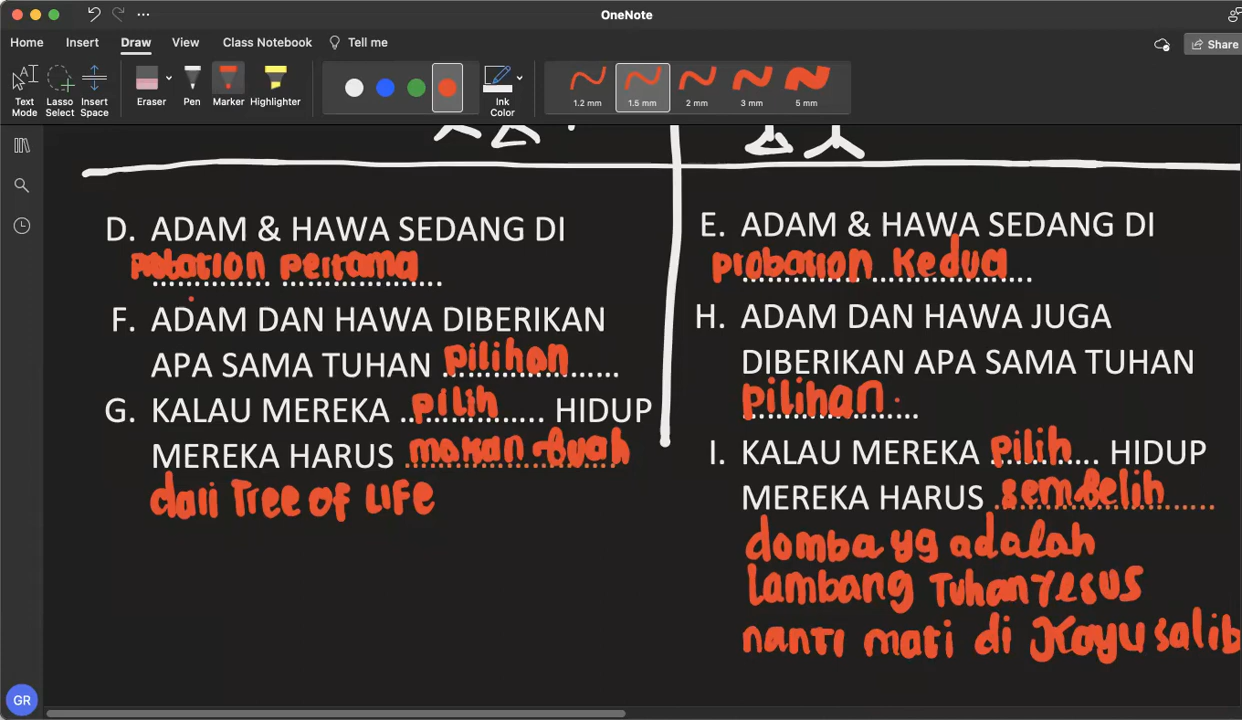 OneNote
Home Insert Draw View Class Notebook Tell me
Share
Text Mode
Lasso Select
Insert Space
Eraser
Pen
Marker
Highlighter
Ink Color
1.2 mm
1.5 mm
2 mm
3 mm
5 mm
D. ADAM & HAWA SEDANG DI
probation pertama
F. ADAM DAN HAWA DIBERIKAN
APA SAMA TUHAN pilihan
G. KALAU MEREKA pilih HIDUP
MEREKA HARUS makan buah
dari Tree of LIFE
E. ADAM & HAWA SEDANG DI
probation Kedua
H. ADAM DAN HAWA JUGA
DIBERIKAN APA SAMA TUHAN
pilihan
I. KALAU MEREKA pilih HIDUP
MEREKA HARUS sembelih
domba yg adalah
Lambang Tuhan Yesus
nanti mati di Kayu salib
GR